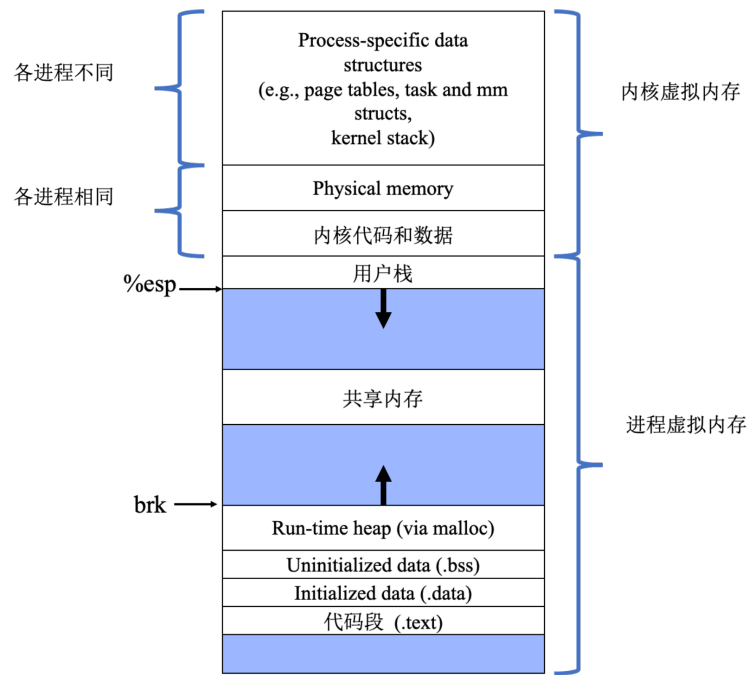 Process-specific data
structures
(e.g., page tables, task and mm
structs,
kernel stack)
各进程不同
内核虚拟内存
Physical memory
各进程相同
内核代码和数据
用户栈
%esp
共享内存
进程虚拟内存
brk
Run-time heap (via malloc)
Uninitialized data (.bss)
Initialized data (.data)
代码段 (.text)